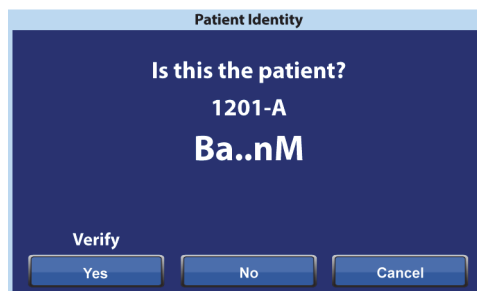 Patient Identity
Is this the patient?
1201-A
Ba..nM
Verify
Yes No Cancel